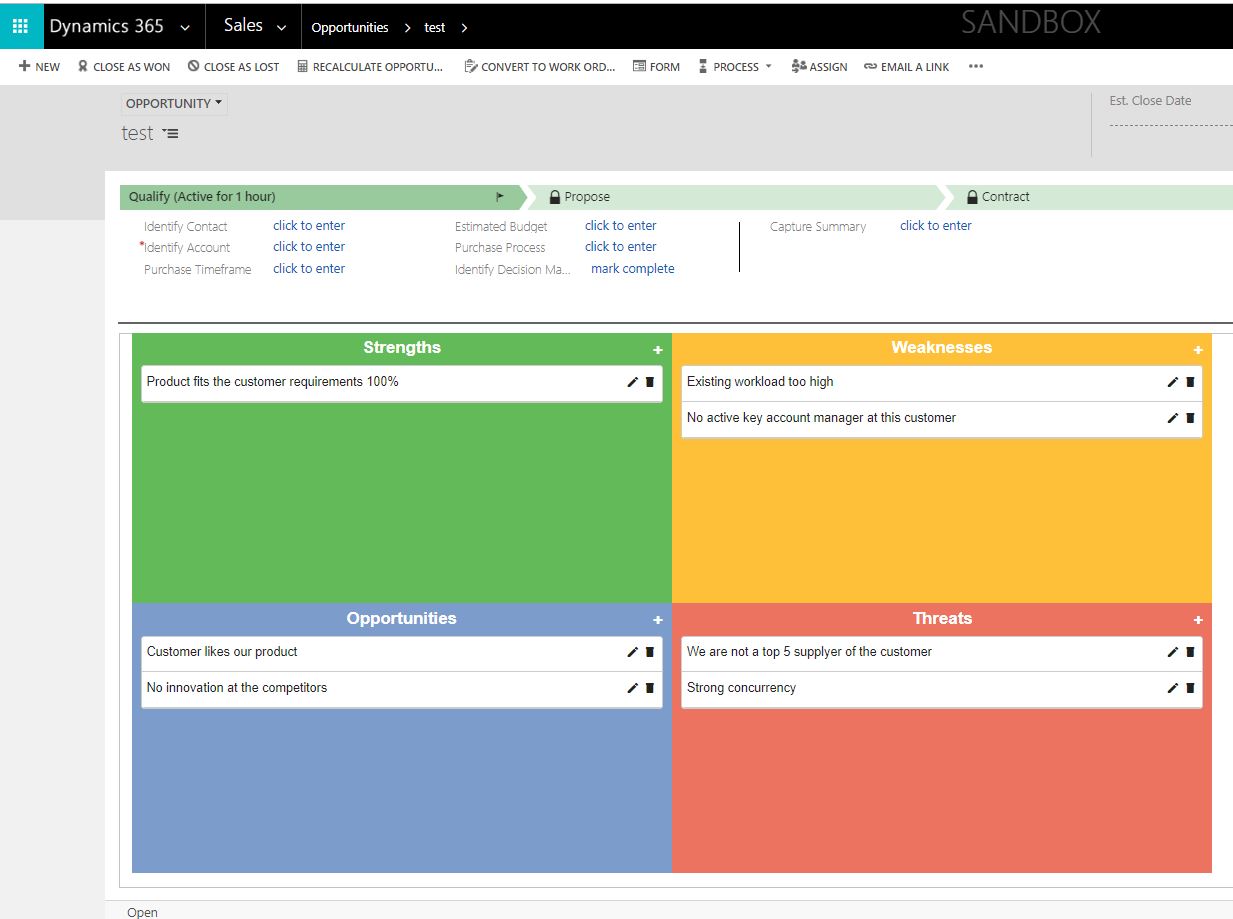 Dynamics 365 Sales Opportunities > test > SANDBOX
NEW CLOSE AS WON CLOSE AS LOST RECALCULATE OPPORTU... CONVERT TO WORK ORD... FORM PROCESS ASSIGN EMAIL A LINK ...
OPPORTUNITY
Est. Close Date
test
Qualify (Active for 1 hour) Propose Contract
Identify Contact click to enter Estimated Budget click to enter Capture Summary click to enter
*Identify Account click to enter Purchase Process click to enter
Purchase Timeframe click to enter Identify Decision Ma... mark complete
Strengths + Weaknesses +
Product fits the customer requirements 100% Existing workload too high
No active key account manager at this customer
Opportunities + Threats +
Customer likes our product We are not a top 5 supplyer of the customer
No innovation at the competitors Strong concurrency
Open